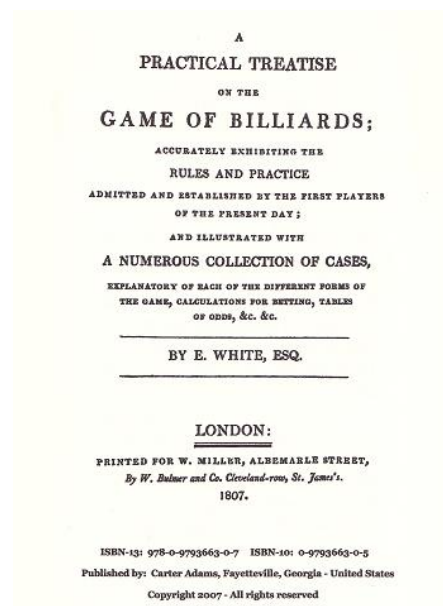 A
PRACTICAL TREATISE
ON THE
GAME OF BILLIARDS;
ACCURATELY EXHIBITING THE
RULES AND PRACTICE
ADMITTED AND ESTABLISHED BY THE FIRST PLAYERS
OF THE PRESENT DAY;
AND ILLUSTRATED WITH
A NUMEROUS COLLECTION OF CASES,
EXPLANATORY OF EACH OF THE DIFFERENT FORMS OF
THE GAME, CALCULATIONS FOR BETTING, TABLES
OF ODDS, &c. &c.
BY E. WHITE, ESQ.
LONDON:
PRINTED FOR W. MILLER, ALBEMARLE STREET,
By W. Bulmer and Co. Cleveland-row, St. James's.
1807.
ISBN-13: 978-0-9793663-0-7 ISBN-10: 0-9793663-0-5
Published by: Carter Adams, Fayetteville, Georgia - United States
Copyright 2007 - All rights reserved